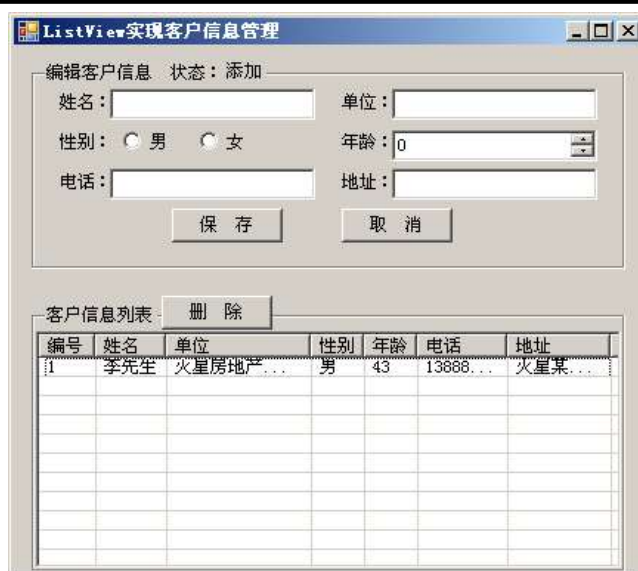 ListView实现客户信息管理
编辑客户信息 状态：添加
姓名： 单位：
性别： 男 女 年龄： 0
电话： 地址：
保 存 取 消
客户信息列表 删 除
编号 姓名 单位 性别 年龄 电话 地址
1 李先生 火星房地产... 男 43 13888... 火星某...